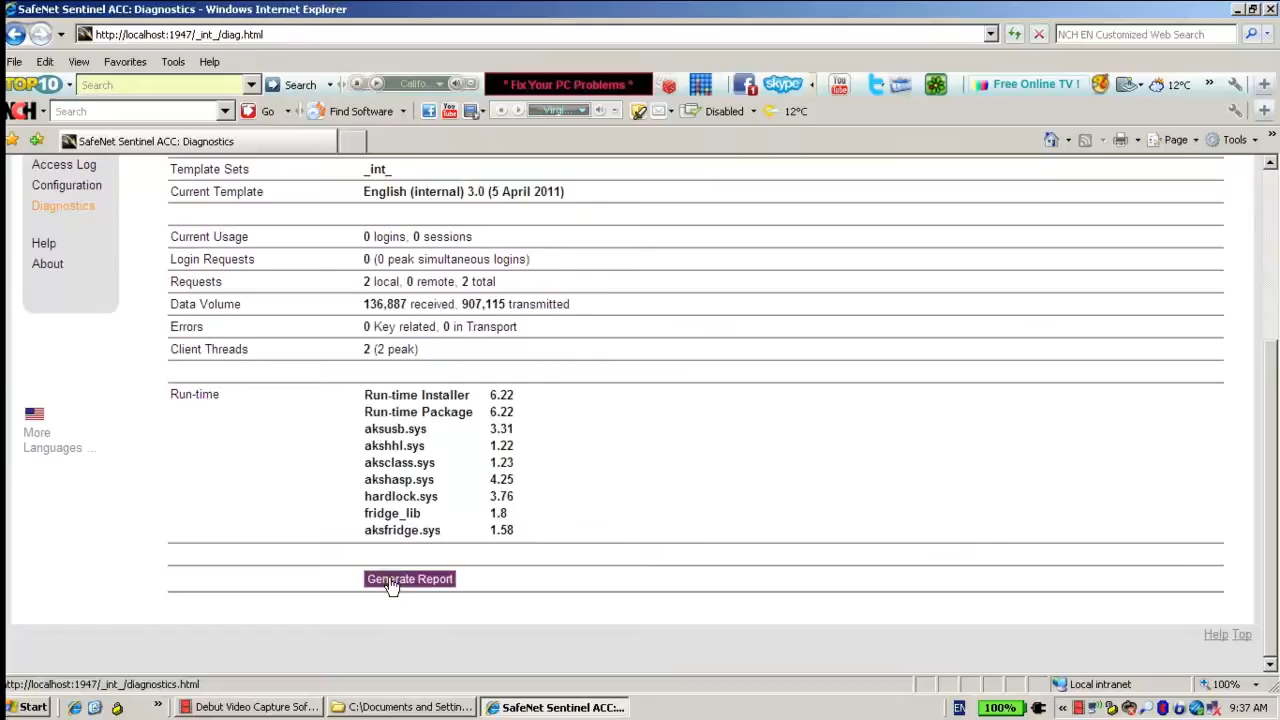 SafeNet Sentinel ACC: Diagnostics - Windows Internet Explorer
http://localhost:1947/_int_/diag.html
NCH EN Customized Web Search
File Edit View Favorites Tools Help
TOP10 Search Search Califo... * Fix Your PC Problems * skype You Tube Free Online TV ! 12°C
NCH Search Go Find Software You Tube Virgi... Disabled 12°C
SafeNet Sentinel ACC: Diagnostics Page Tools
Access Log
Configuration
Diagnostics
Help
About
More
Languages ...
Template Sets _int_
Current Template English (internal) 3.0 (5 April 2011)
Current Usage 0 logins, 0 sessions
Login Requests 0 (0 peak simultaneous logins)
Requests 2 local, 0 remote, 2 total
Data Volume 136,887 received, 907,115 transmitted
Errors 0 Key related, 0 in Transport
Client Threads 2 (2 peak)
Run-time Run-time Installer 6.22
Run-time Package 6.22
aksusb.sys 3.31
akshhl.sys 1.22
aksclass.sys 1.23
akshasp.sys 4.25
hardlock.sys 3.76
fridge_lib 1.8
aksfridge.sys 1.58
Generate Report
Help Top
http://localhost:1947/_int_/diagnostics.html Local intranet 100%
Start Debut Video Capture Sof... C:\Documents and Settin... SafeNet Sentinel ACC:... EN 100% 9:37 AM